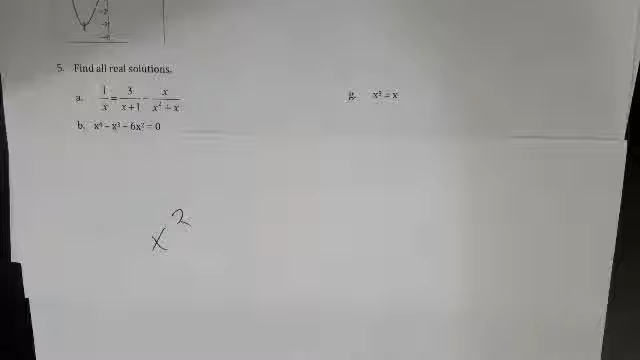 5. Find all real solutions.
a. 1/x = 3/(x+1) - x/(x² + x)
b. x⁴ - x³ - 6x² = 0
g. x³ = x
x²